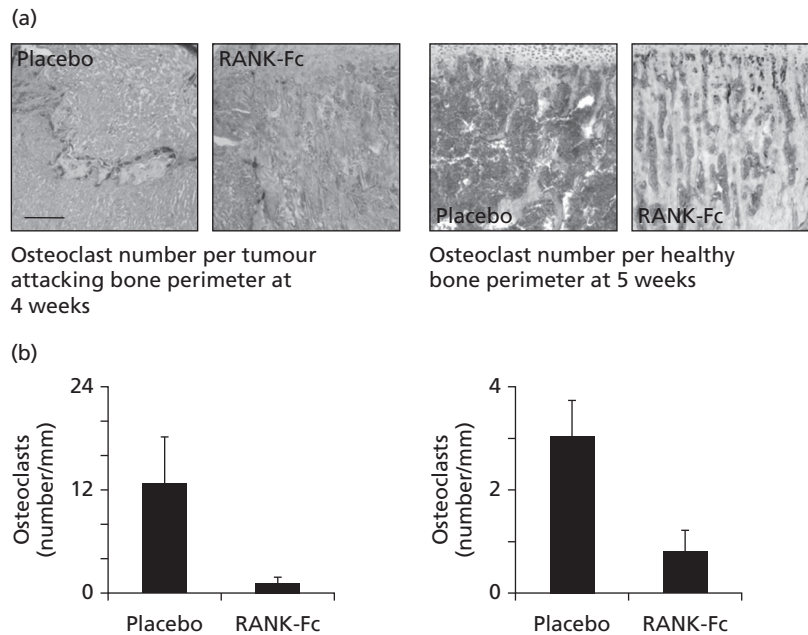 (a)
Placebo
RANK-Fc
Placebo
RANK-Fc
Osteoclast number per tumour
attacking bone perimeter at
4 weeks
Osteoclast number per healthy
bone perimeter at 5 weeks
(b)
24
12
0
Osteoclasts
(number/mm)
Placebo RANK-Fc
4
2
0
Osteoclasts
(number/mm)
Placebo RANK-Fc